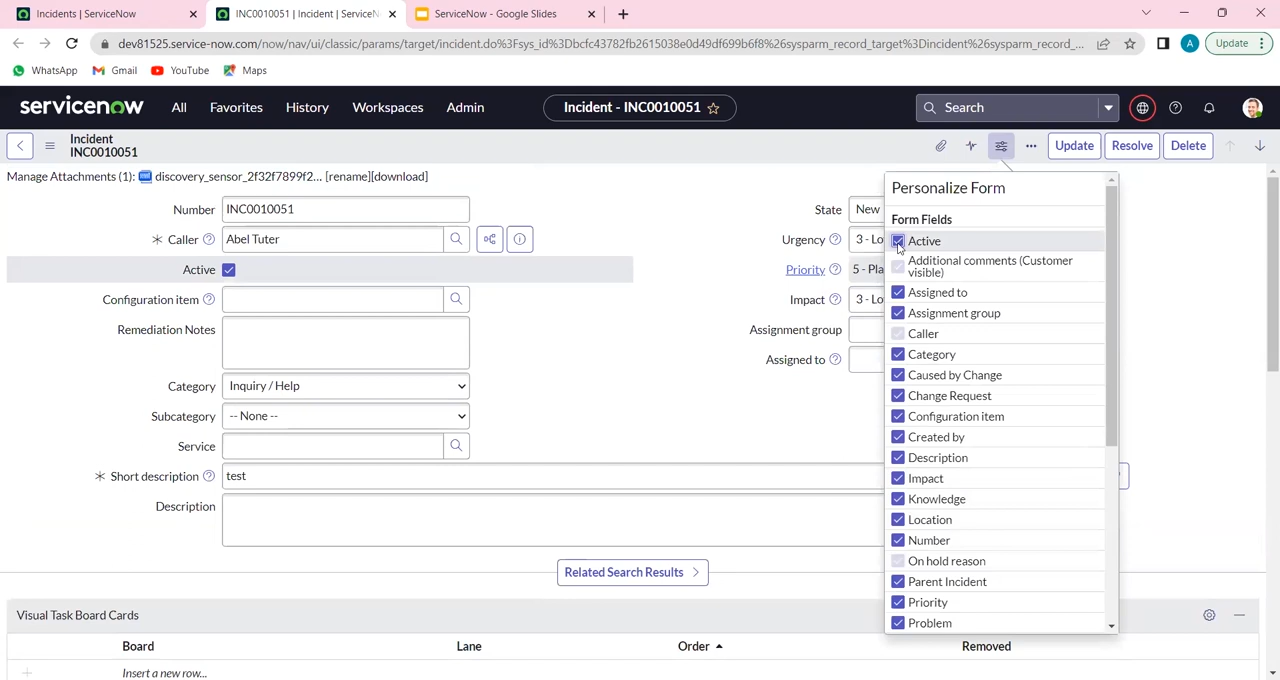 Incidents | ServiceNow
INC0010051 | Incident | ServiceN
ServiceNow - Google Slides
dev81525.service-now.com/now/nav/ui/classic/params/target/incident.do%3Fsys_id%3Dbcfc43782fb2615038e0d49df699b6f8%26sysparm_record_target%3Dincident%26sysparm_record_...
A
Update
WhatsApp
Gmail
YouTube
Maps
servicenow
All
Favorites
History
Workspaces
Admin
Incident - INC0010051
Search
Incident
INC0010051
Update
Resolve
Delete
Manage Attachments (1):
discovery_sensor_2f32f7899f2... [rename][download]
Number
INC0010051
Caller
Abel Tuter
Active
Configuration item
Remediation Notes
Category
Inquiry / Help
Subcategory
-- None --
Service
Short description
test
Description
State
New
Urgency
3 - Lo
Priority
5 - Pla
Impact
3 - Lo
Assignment group
Assigned to
Personalize Form
Form Fields
Active
Additional comments (Customer
visible)
Assigned to
Assignment group
Caller
Category
Caused by Change
Change Request
Configuration item
Created by
Description
Impact
Knowledge
Location
Number
On hold reason
Parent Incident
Priority
Problem
Related Search Results
Visual Task Board Cards
Board
Lane
Order
Removed
Insert a new row...